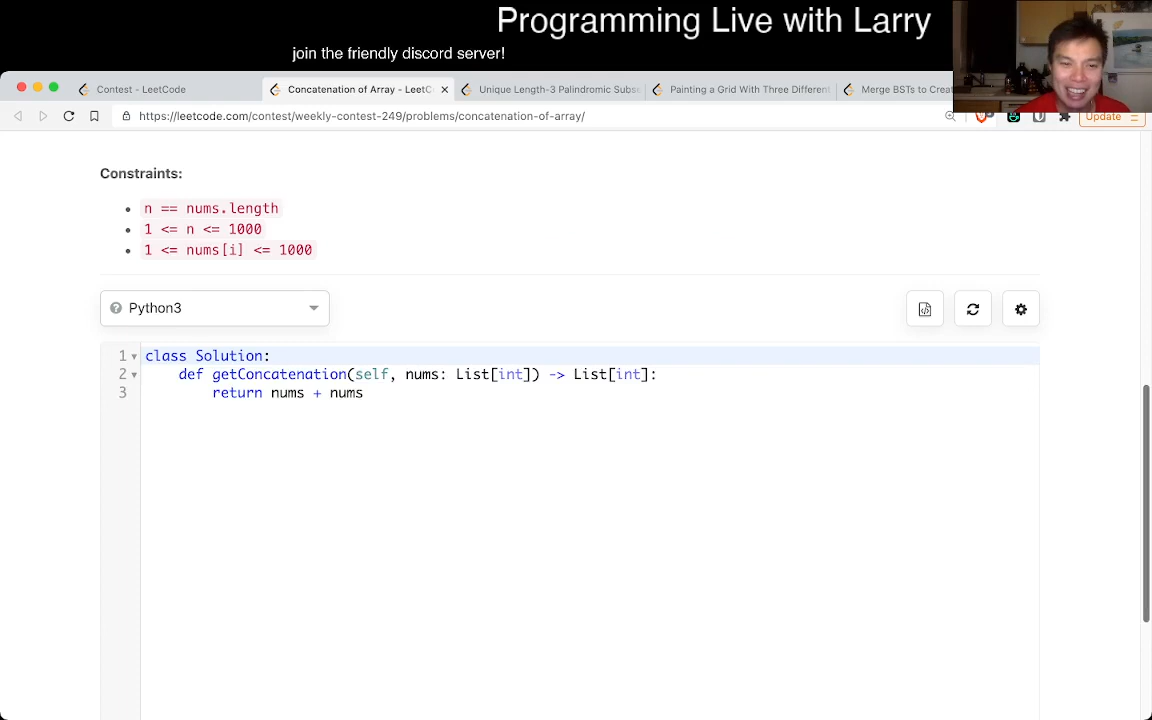 Programming Live with Larry
join the friendly discord server!
Contest - LeetCode
Concatenation of Array - LeetC
Unique Length-3 Palindromic Subse
Painting a Grid With Three Different
Merge BSTs to Creat
https://leetcode.com/contest/weekly-contest-249/problems/concatenation-of-array/
Update
Constraints:
n == nums.length
1 <= n <= 1000
1 <= nums[i] <= 1000
Python3
1 class Solution:
2 def getConcatenation(self, nums: List[int]) -> List[int]:
3 return nums + nums